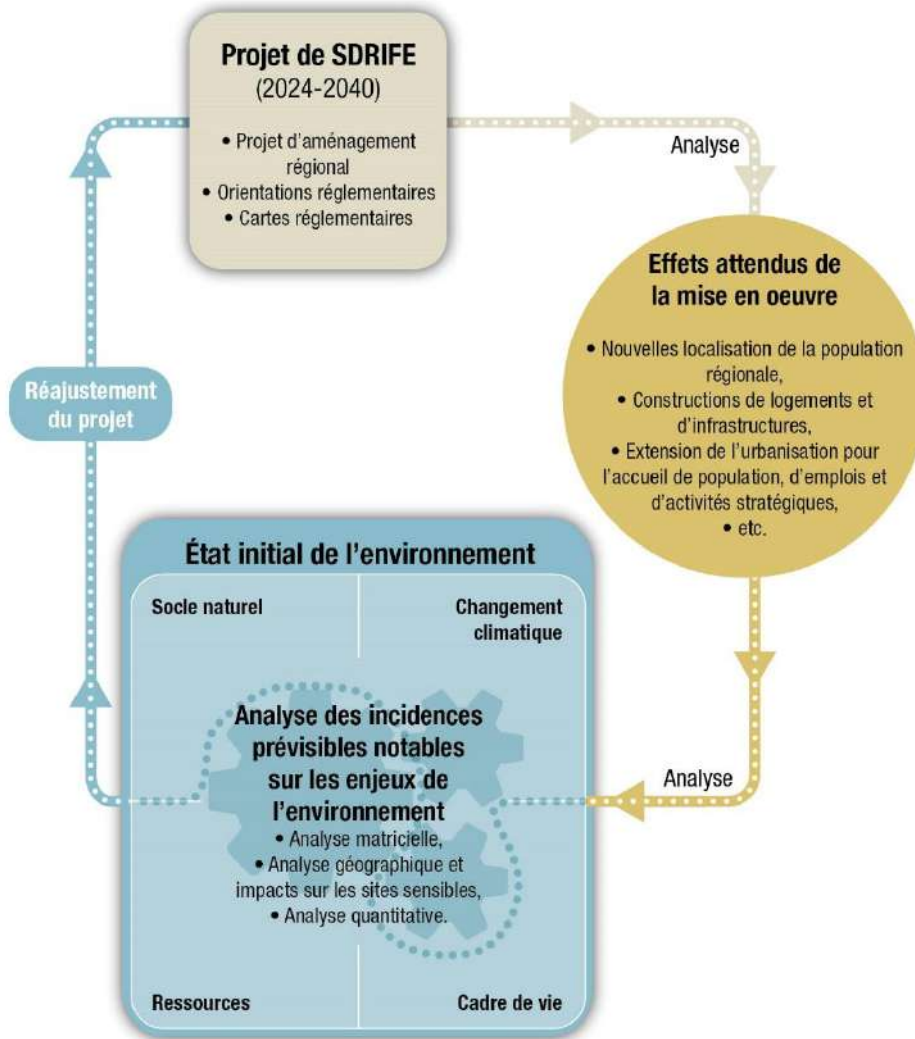 Projet de SDRIFE
(2024-2040)
• Projet d'aménagement
régional
• Orientations réglementaires
• Cartes réglementaires
Analyse
Effets attendus de
la mise en oeuvre
• Nouvelles localisation de la population
régionale,
• Constructions de logements et
d'infrastructures,
• Extension de l'urbanisation pour
l'accueil de population, d'emplois et
d'activités stratégiques,
• etc.
Réajustement
du projet
Analyse
État initial de l'environnement
Socle naturel
Changement
climatique
Analyse des incidences
prévisibles notables
sur les enjeux de
l'environnement
• Analyse matricielle,
• Analyse géographique et
impacts sur les sites sensibles,
• Analyse quantitative.
Ressources
Cadre de vie